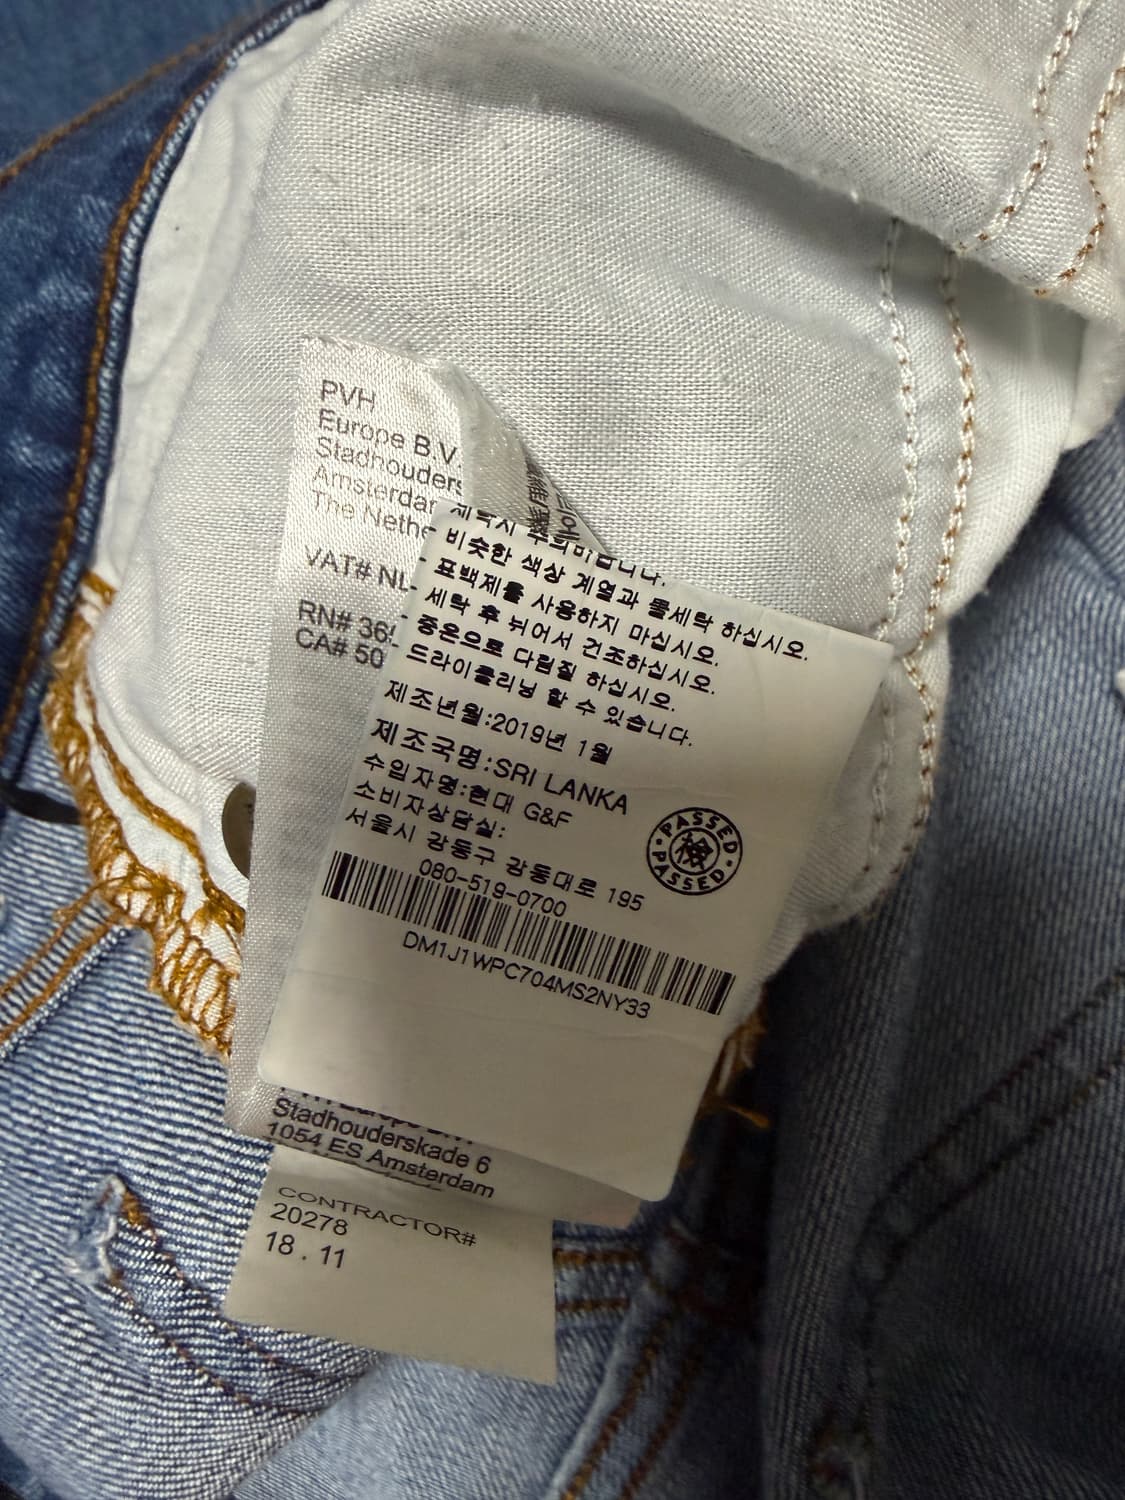 PVH
Europe B.V.
Stadhouders
Amsterdam
The Nethe
VAT# NL
RN# 36
CA# 50
- 비슷한 색상 계열과 물세탁 하십시오.
- 표백제를 사용하지 마십시오.
- 세탁 후 뉘어서 건조하십시오.
- 중온으로 다림질 하십시오.
- 드라이클리닝 할 수 있습니다.
제조년월:2019년 1월
제조국명:SRI LANKA
수입자명:현대 G&F
소비자상담실:
서울시 강동구 강동대로 195
080-519-0700
PASSED
檢
PASSED
DM1J1WPC704MS2NY33
Stadhouderskade 6
1054 ES Amsterdam
CONTRACTOR#
20278
18 . 11